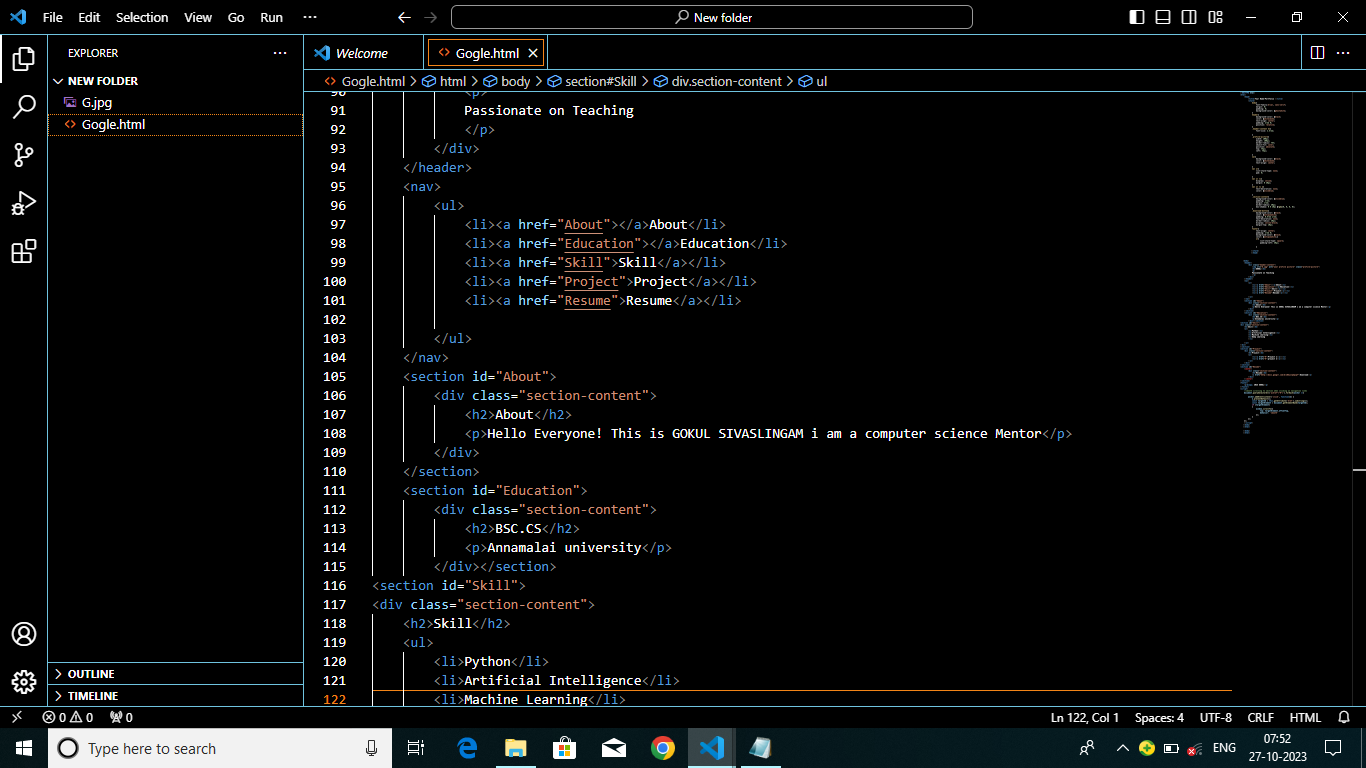 File Edit Selection View Go Run ···
New folder
EXPLORER ···
NEW FOLDER
G.jpg
Gogle.html
Welcome
Gogle.html
Gogle.html > html > body > section#Skill > div.section-content > ul
90 <p>
91 Passionate on Teaching
92 </p>
93 </div>
94 </header>
95 <nav>
96 <ul>
97 <li><a href="About"></a>About</li>
98 <li><a href="Education"></a>Education</li>
99 <li><a href="Skill">Skill</a></li>
100 <li><a href="Project">Project</a></li>
101 <li><a href="Resume">Resume</a></li>
102
103 </ul>
104 </nav>
105 <section id="About">
106 <div class="section-content">
107 <h2>About</h2>
108 <p>Hello Everyone! This is GOKUL SIVASLINGAM i am a computer science Mentor</p>
109 </div>
110 </section>
111 <section id="Education">
112 <div class="section-content">
113 <h2>BSC.CS</h2>
114 <p>Annamalai university</p>
115 </div></section>
116 <section id="Skill">
117 <div class="section-content">
118 <h2>Skill</h2>
119 <ul>
120 <li>Python</li>
121 <li>Artificial Intelligence</li>
122 <li>Machine Learning</li>
OUTLINE
TIMELINE
0 0 0
Ln 122, Col 1 Spaces: 4 UTF-8 CRLF HTML
Type here to search
ENG
07:52
27-10-2023